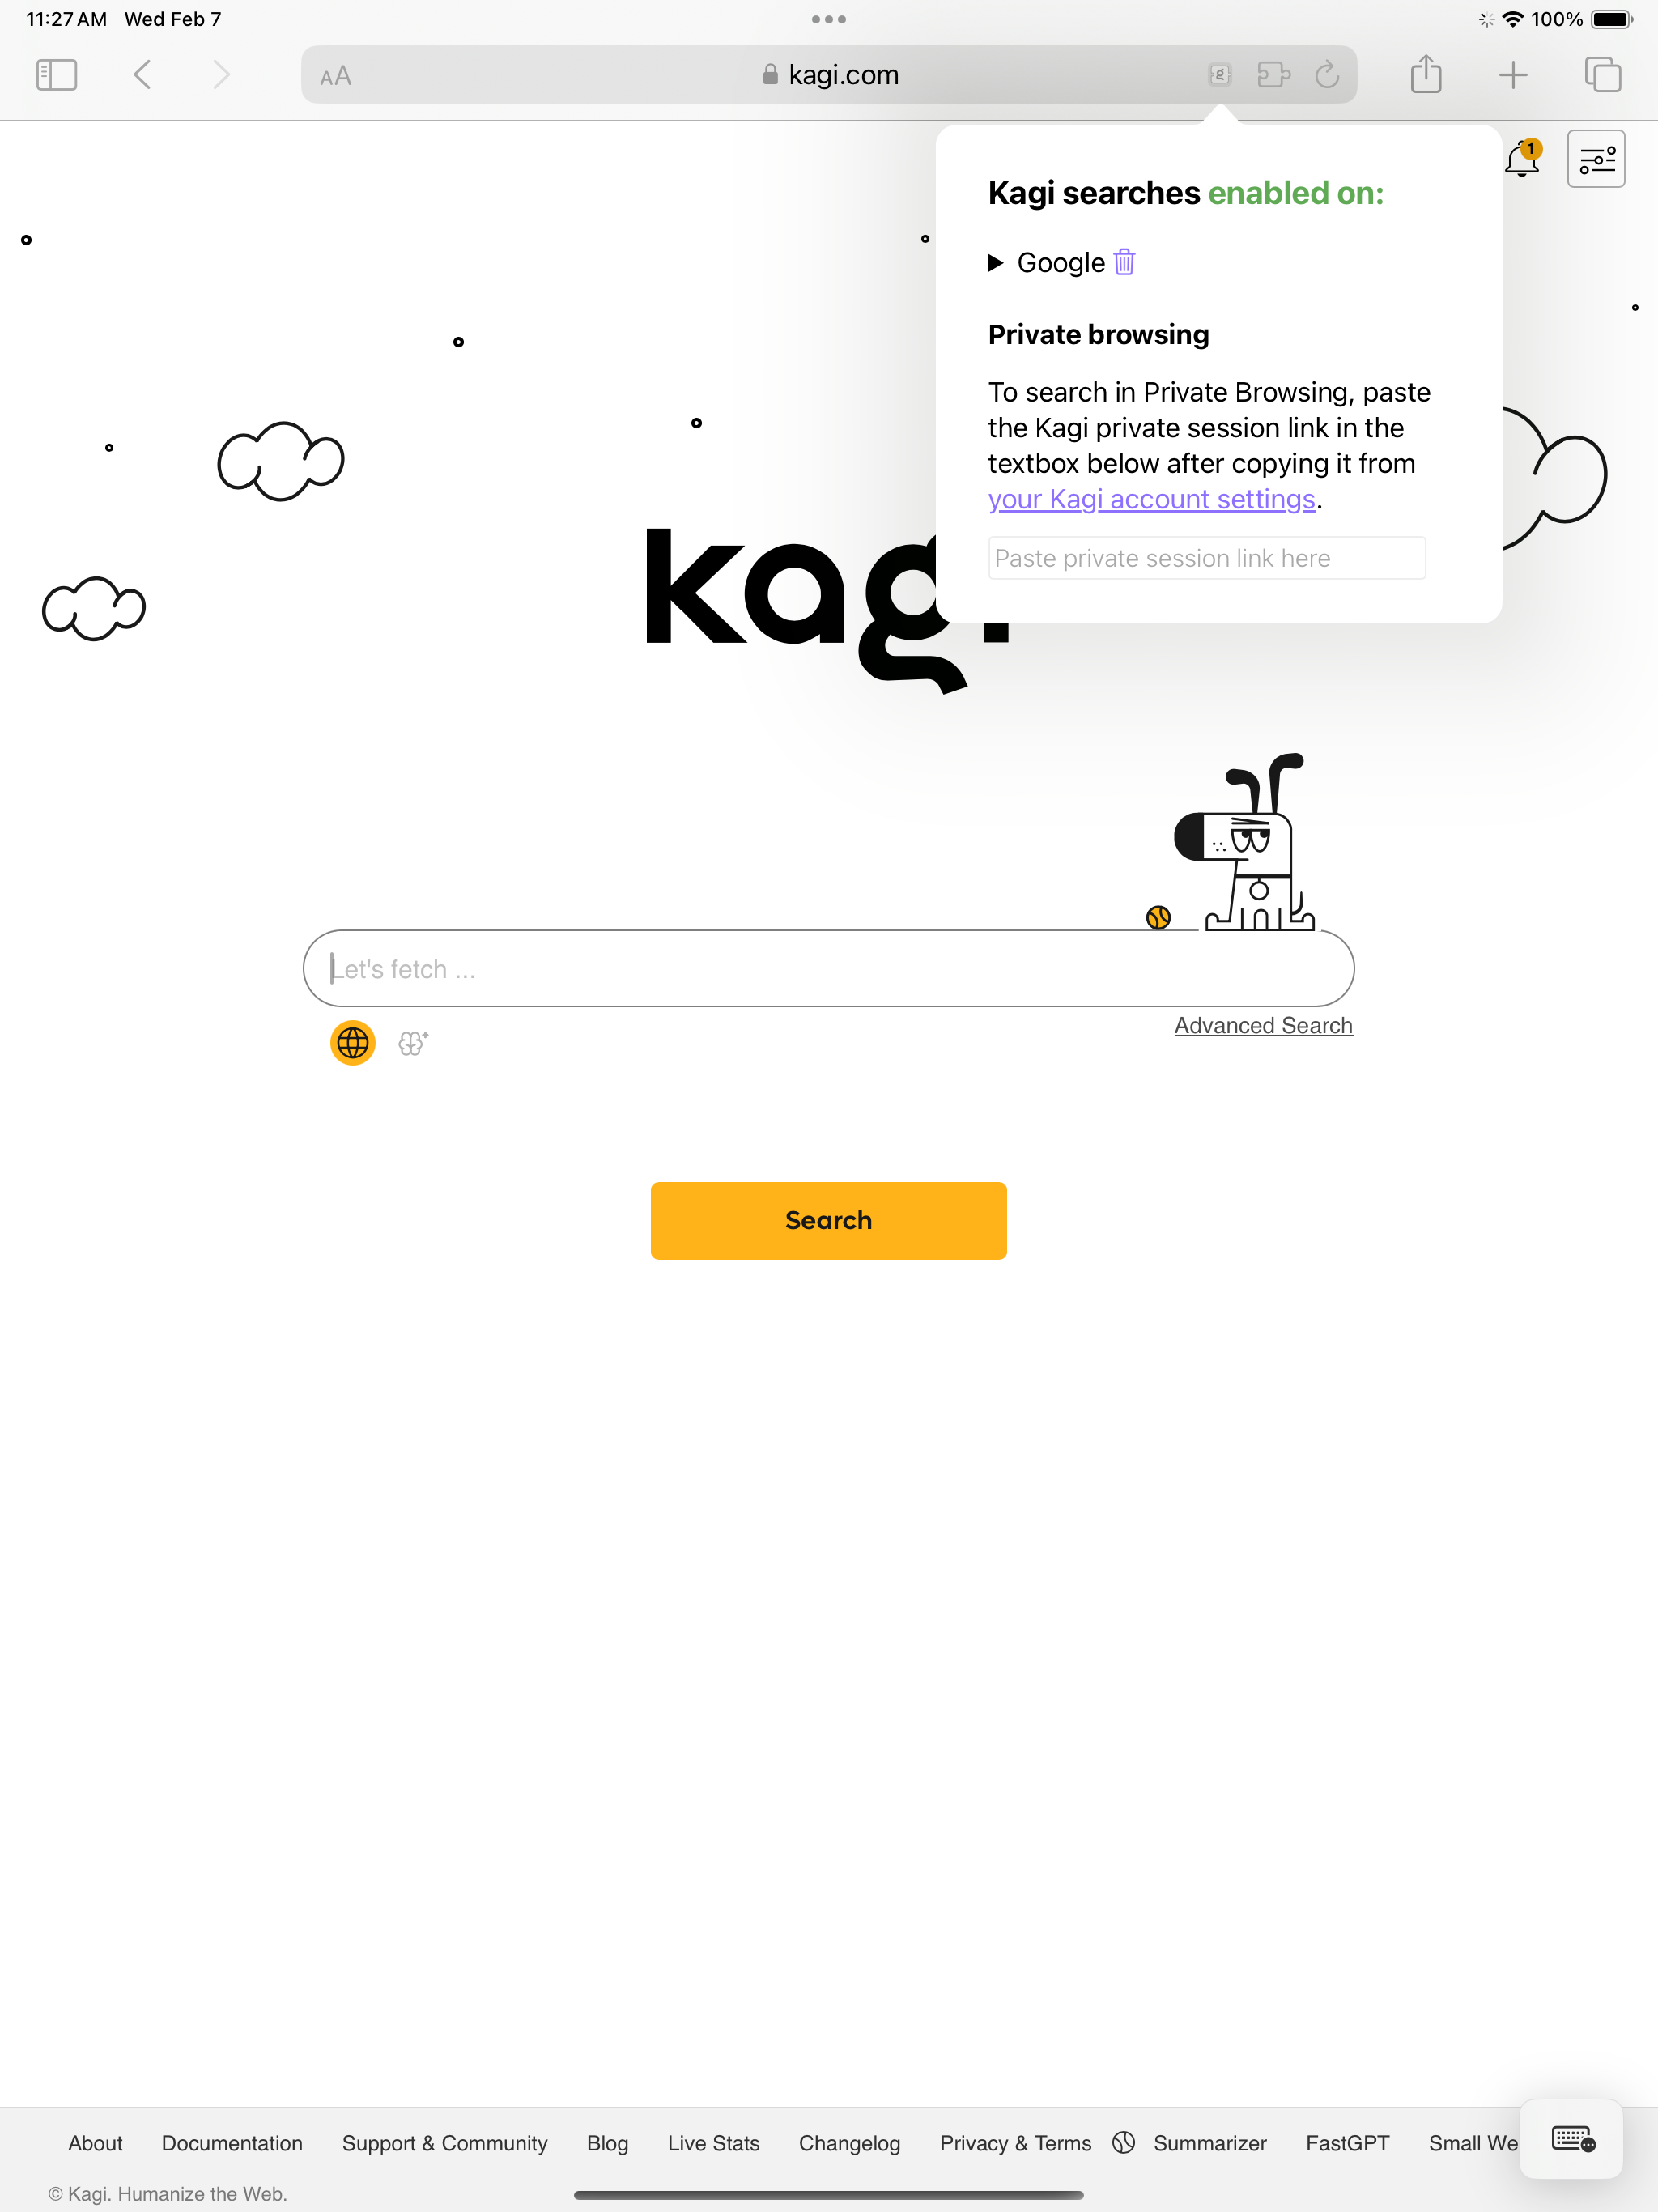 11:27 AM Wed Feb 7
100%
AA
kagi.com
1
Kagi searches enabled on:
Google
Private browsing
To search in Private Browsing, paste
the Kagi private session link in the
textbox below after copying it from
your Kagi account settings.
Paste private session link here
kagi
Let's fetch ...
Advanced Search
Search
About Documentation Support & Community Blog Live Stats Changelog Privacy & Terms Summarizer FastGPT Small We
© Kagi. Humanize the Web.